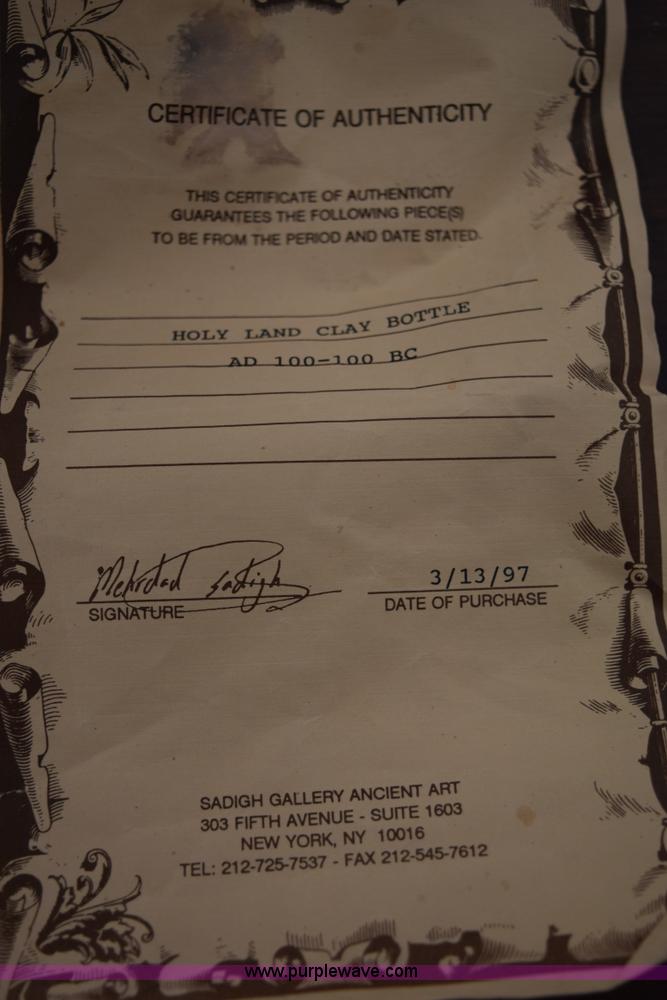 CERTIFICATE OF AUTHENTICITY
THIS CERTIFICATE OF AUTHENTICITY
GUARANTEES THE FOLLOWING PIECE(S)
TO BE FROM THE PERIOD AND DATE STATED.
HOLY LAND CLAY BOTTLE
AD 100-100 BC
Mehrdad Sadigh
3/13/97
SIGNATURE
DATE OF PURCHASE
SADIGH GALLERY ANCIENT ART
303 FIFTH AVENUE - SUITE 1603
NEW YORK, NY 10016
TEL: 212-725-7537 - FAX 212-545-7612
www.purplewave.com